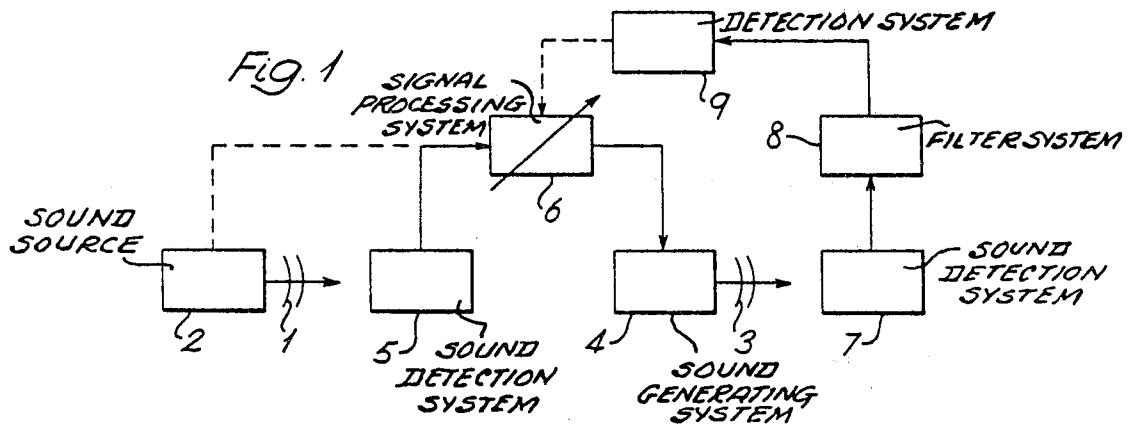 Fig. 1
DETECTION SYSTEM
9
SIGNAL
PROCESSING
SYSTEM
6
8
FILTER SYSTEM
SOUND
SOURCE
2
1
5
SOUND
DETECTION
SYSTEM
4
3
SOUND
GENERATING
SYSTEM
SOUND
DETECTION
SYSTEM
7